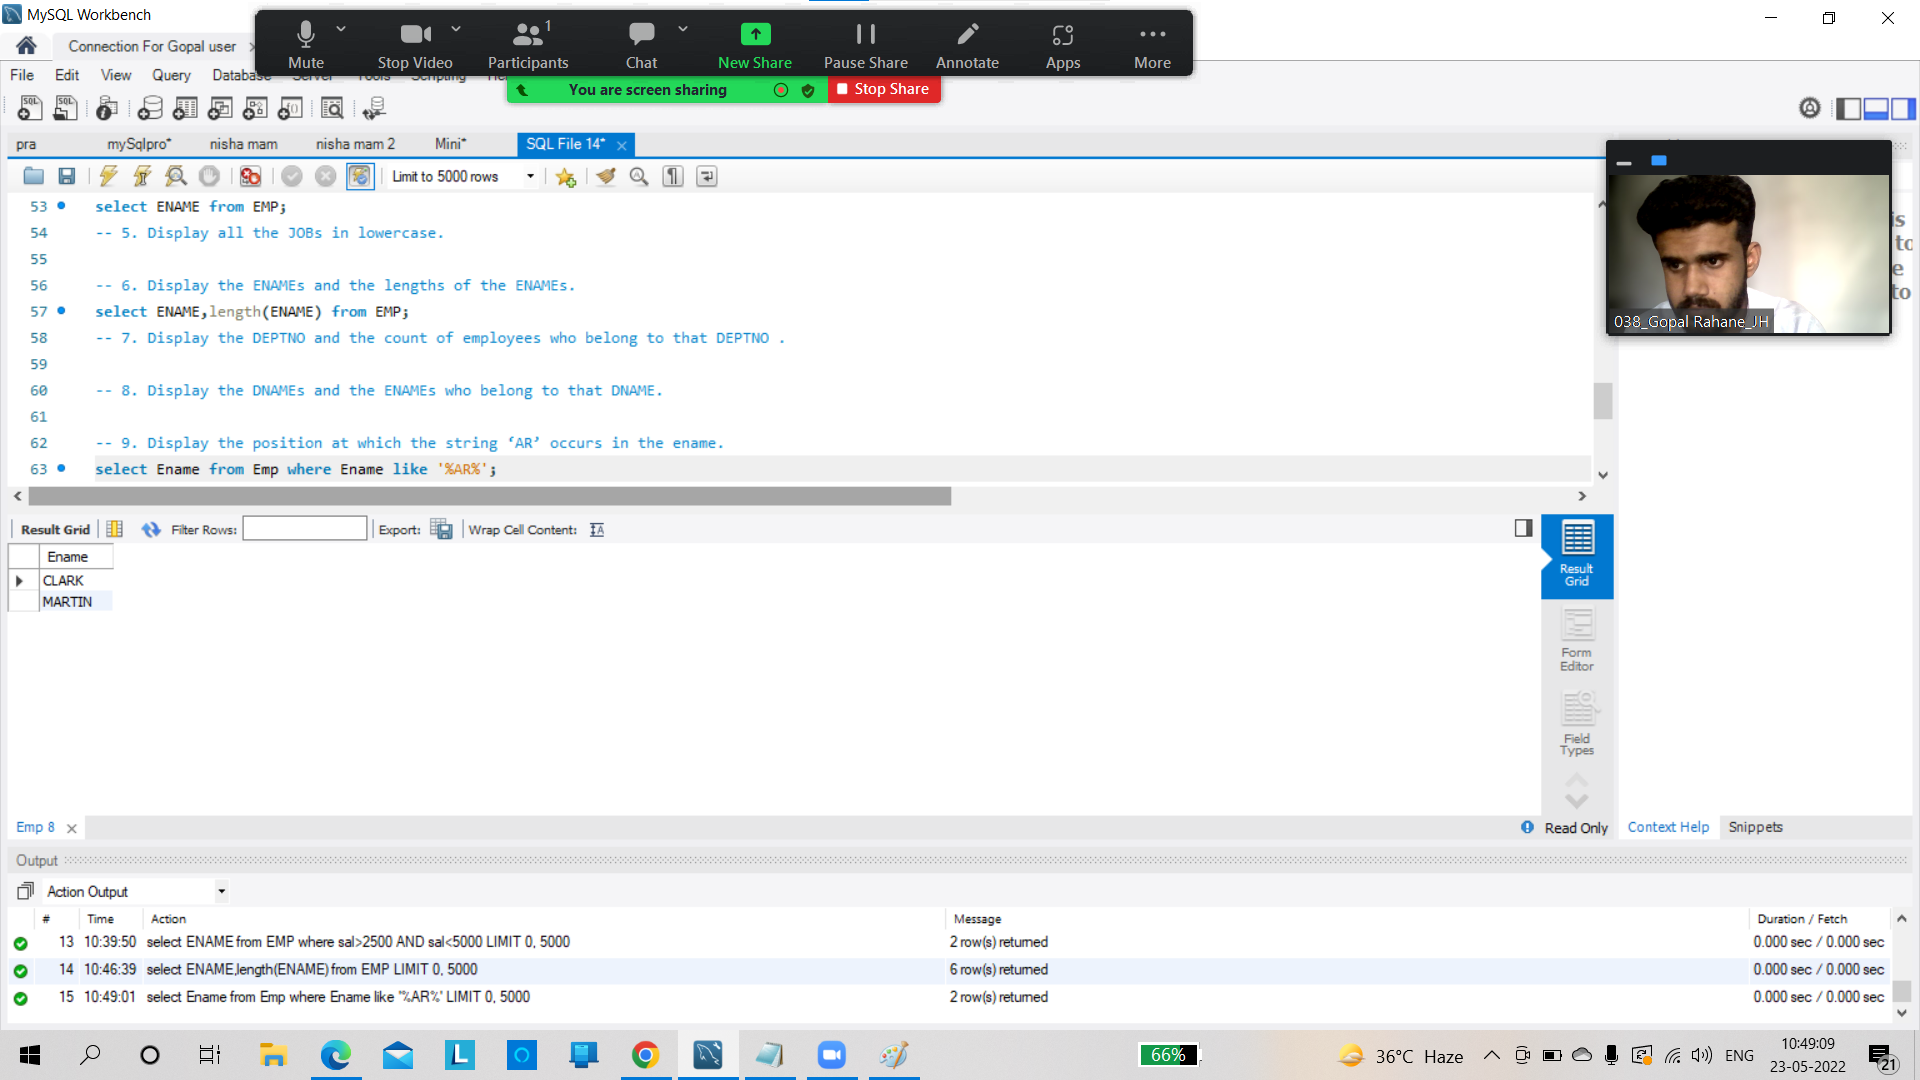 MySQL Workbench
Connection For Gopal user
Mute
Stop Video
1
Participants
Chat
New Share
Pause Share
Annotate
Apps
More
You are screen sharing
Stop Share
File Edit View Query Database
pra mySqlpro* nisha mam nisha mam 2 Mini* SQL File 14*
Limit to 5000 rows
53 select ENAME from EMP;
54 -- 5. Display all the JOBs in lowercase.
55
56 -- 6. Display the ENAMEs and the lengths of the ENAMEs.
57 select ENAME,length(ENAME) from EMP;
58 -- 7. Display the DEPTNO and the count of employees who belong to that DEPTNO .
59
60 -- 8. Display the DNAMEs and the ENAMEs who belong to that DNAME.
61
62 -- 9. Display the position at which the string ‘AR’ occurs in the ename.
63 select Ename from Emp where Ename like '%AR%';
038_Gopal Rahane_JH
is
to
e
to
Result Grid Filter Rows: Export: Wrap Cell Content:
Ename
CLARK
MARTIN
Result
Grid
Form
Editor
Field
Types
Emp 8
Read Only
Context Help Snippets
Output
Action Output
# Time Action Message Duration / Fetch
13 10:39:50 select ENAME from EMP where sal>2500 AND sal<5000 LIMIT 0, 5000 2 row(s) returned 0.000 sec / 0.000 sec
14 10:46:39 select ENAME,length(ENAME) from EMP LIMIT 0, 5000 6 row(s) returned 0.000 sec / 0.000 sec
15 10:49:01 select Ename from Emp where Ename like '%AR%' LIMIT 0, 5000 2 row(s) returned 0.000 sec / 0.000 sec
66%
36°C Haze
ENG
10:49:09
23-05-2022
21